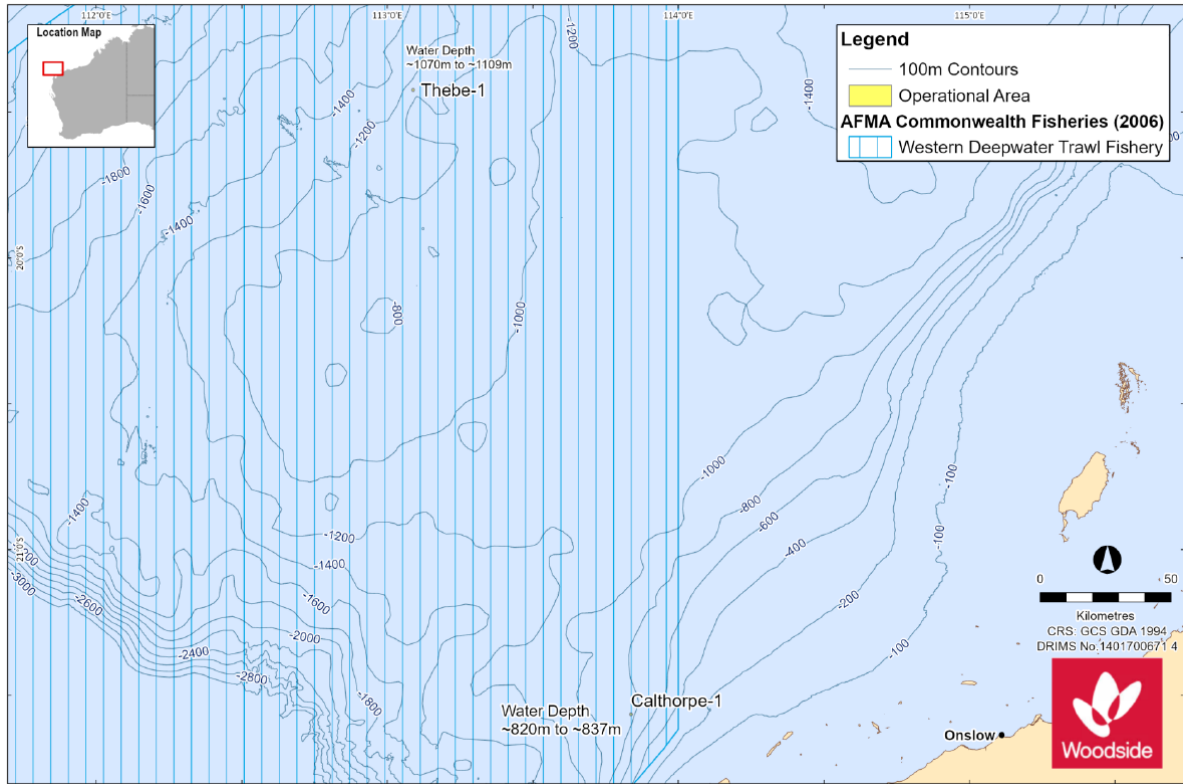 112°0'E
113°0'E
114°0'E
115°0'E
Location Map
Water Depth
~1070m to ~1109m
Thebe-1
Legend
100m Contours
Operational Area
AFMA Commonwealth Fisheries (2006)
Western Deepwater Trawl Fishery
-1200
-1400
-1400
-1200
-1800
-1600
-1400
20°0'S
-800
-1000
-1000
-800
-600
-400
-200
-100
-100
-100
-1400
-1200
-1400
-1600
-2000
-1800
21°0'S
-3000
-2600
-2400
-2800
Water Depth
~820m to ~837m
Calthorpe-1
Onslow
0 50
Kilometres
CRS: GCS GDA 1994
DRIMS No.1401700671 4
Woodside